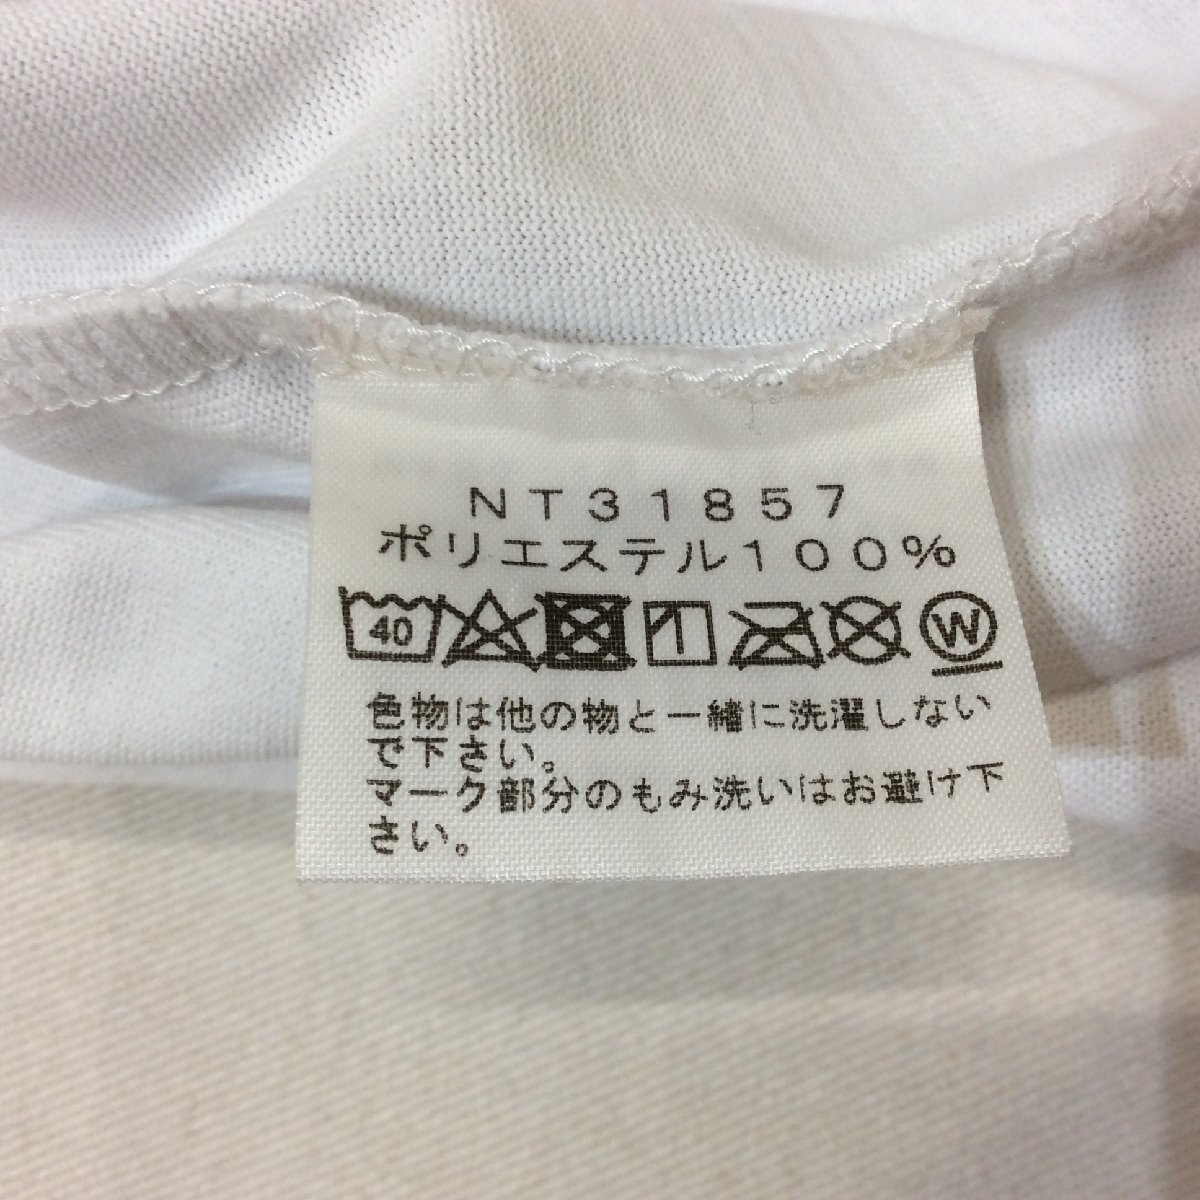 NT31857
ポリエステル100%
40 W
色物は他の物と一緒に洗濯しない
で下さい。
マーク部分のもみ洗いはお避け下
さい。